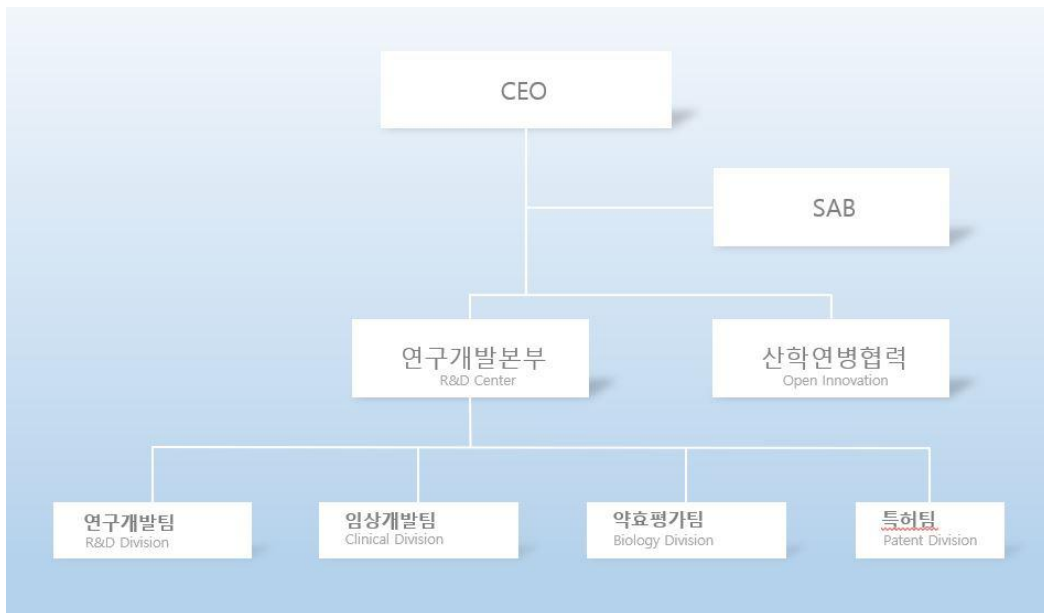 CEO
SAB
연구개발본부
R&D Center
산학연병협력
Open Innovation
연구개발팀
R&D Division
임상개발팀
Clinical Division
약효평가팀
Biology Division
특허팀
Patent Division